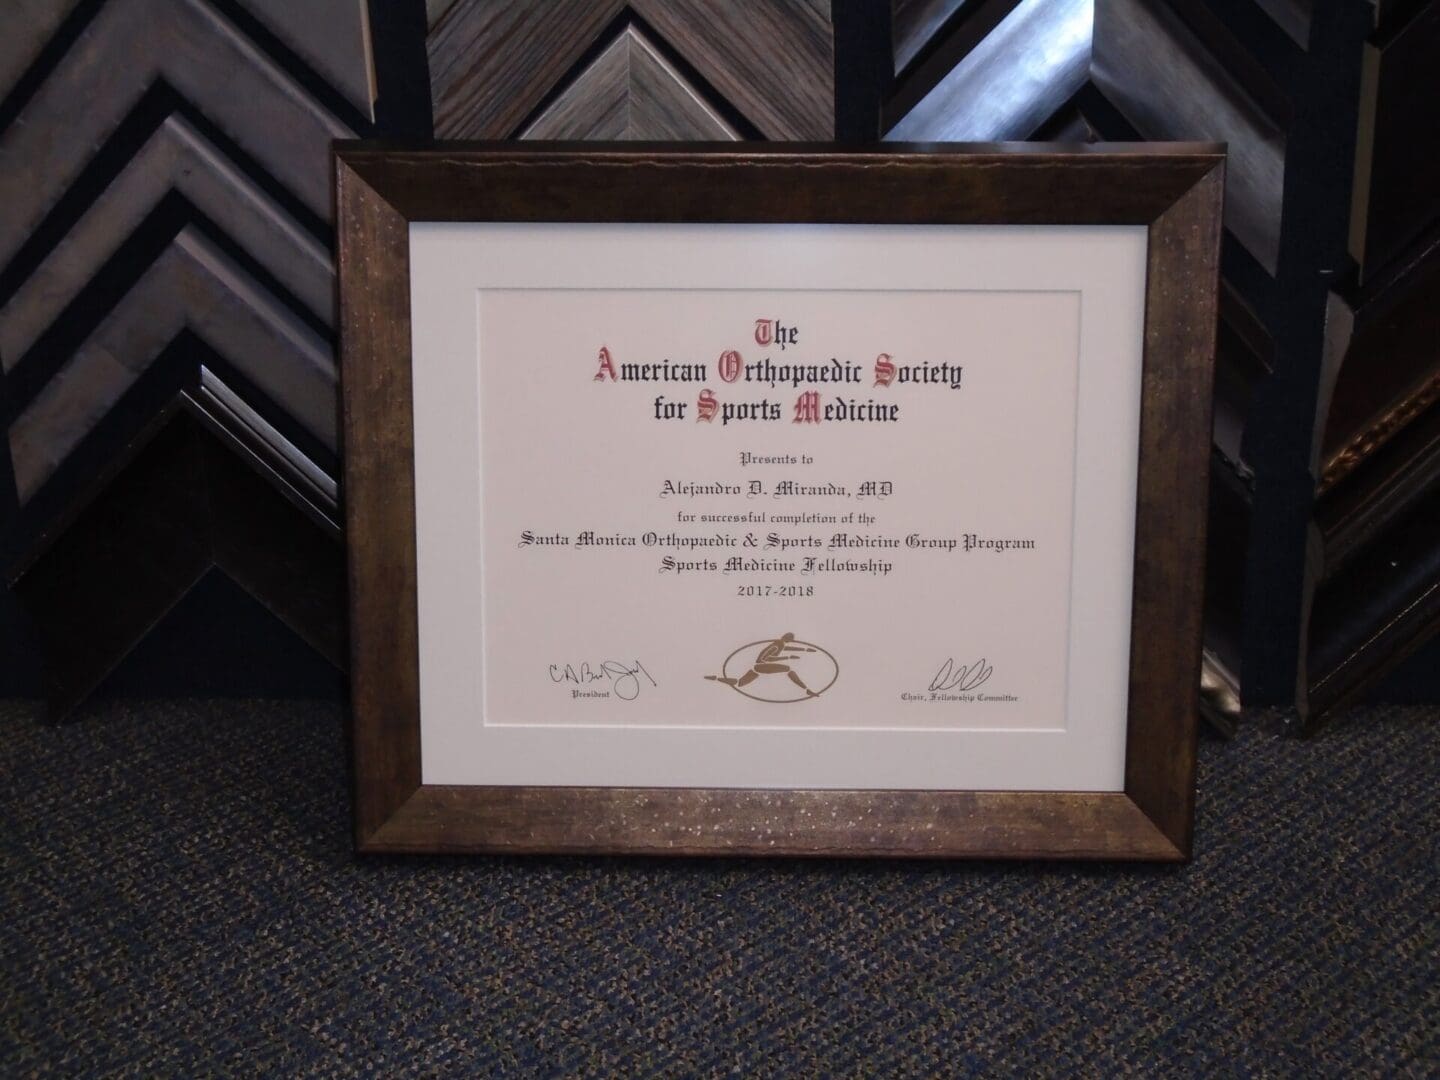 The
American Orthopaedic Society
for Sports Medicine
Presents to
Alejandro D. Miranda, MD
for successful completion of the
Santa Monica Orthopaedic & Sports Medicine Group Program
Sports Medicine Fellowship
2017-2018
President
Chair, Fellowship Committee